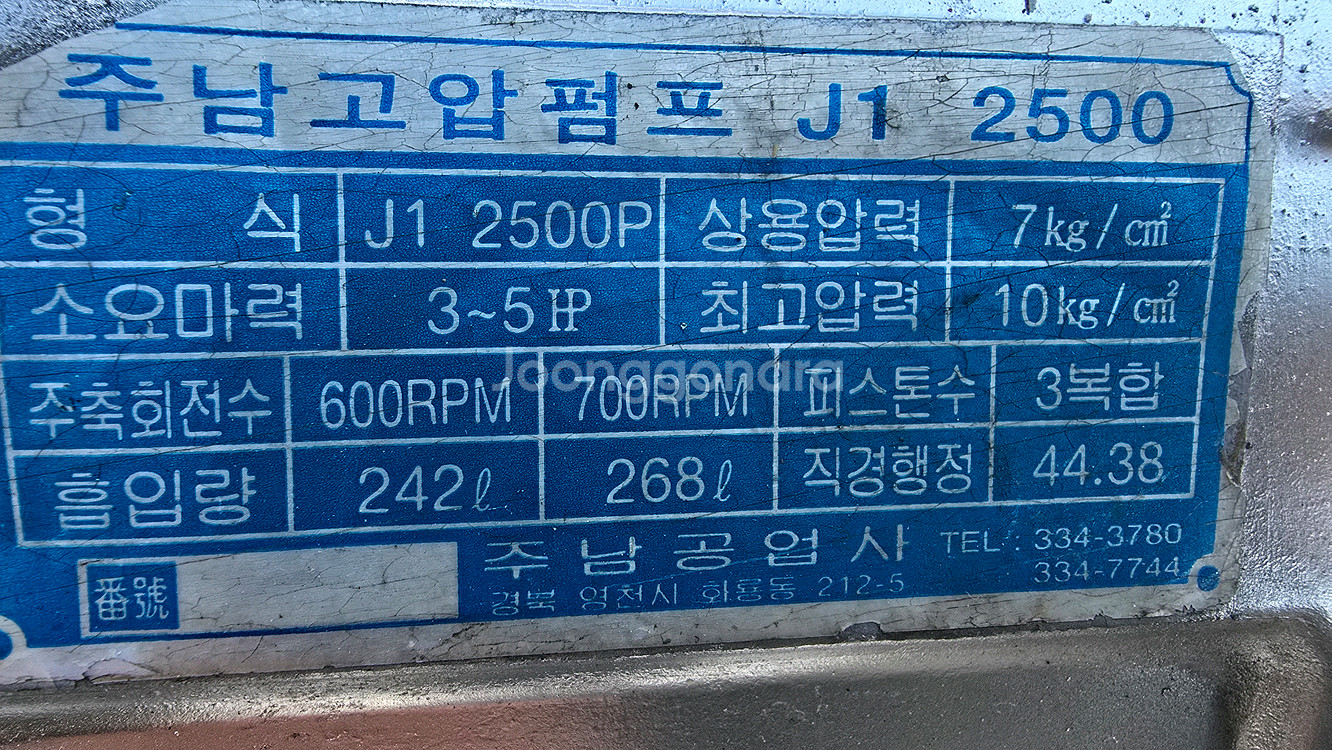 주남고압펌프 J1 2500
형 식 J1 2500P 상용압력 7kg/cm²
소요마력 3~5HP 최고압력 10kg/cm²
주축회전수 600RPM 700RPM 피스톤수 3복합
흡입량 242ℓ 268ℓ 직경행정 44.38
Joonggonara
番號 주남공업사 TEL : 334-3780
경북 영천시 화룡동 212-5 334-7744